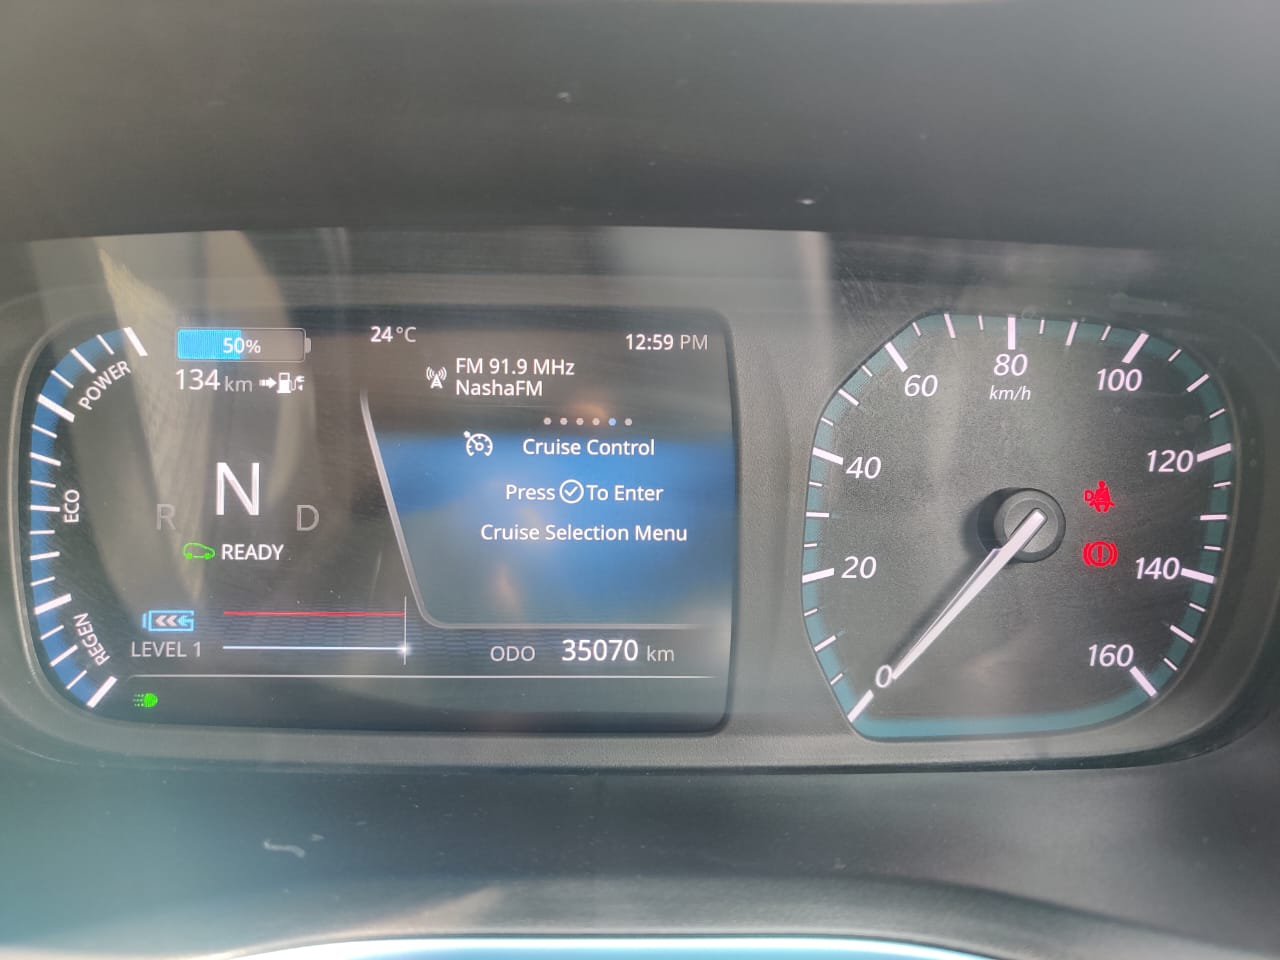 50%
134 km
24°C
12:59 PM
FM 91.9 MHz
NashaFM
Cruise Control
Press To Enter
Cruise Selection Menu
POWER
ECO
REGEN
R N D
READY
LEVEL 1
ODO 35070 km
0
20
40
60
80
km/h
100
120
140
160
D